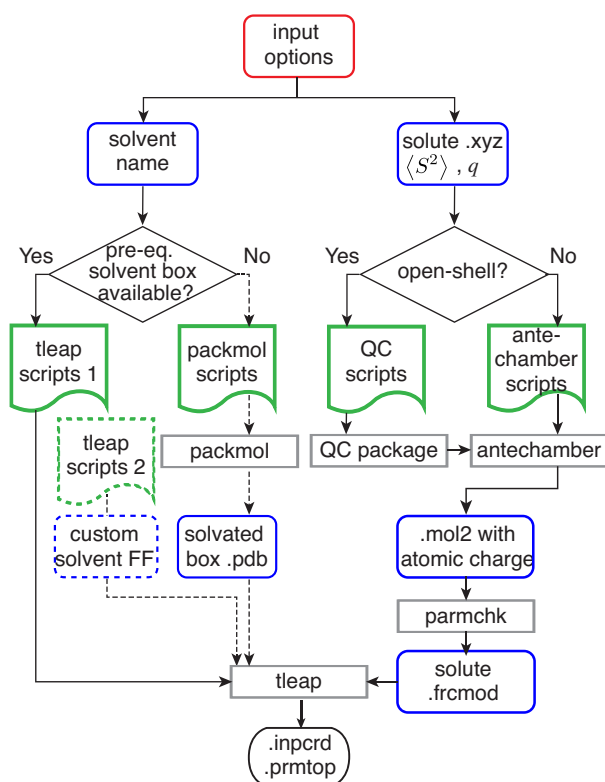 input
options
solvent
name
solute .xyz
⟨S²⟩ , q
Yes
pre-eq.
solvent box
available?
No
Yes
open-shell?
No
tleap
scripts 1
packmol
scripts
QC
scripts
ante-
chamber
scripts
tleap
scripts 2
packmol
QC package
antechamber
custom
solvent FF
solvated
box .pdb
.mol2 with
atomic charge
parmchk
tleap
solute
.frcmod
.inpcrd
.prmtop